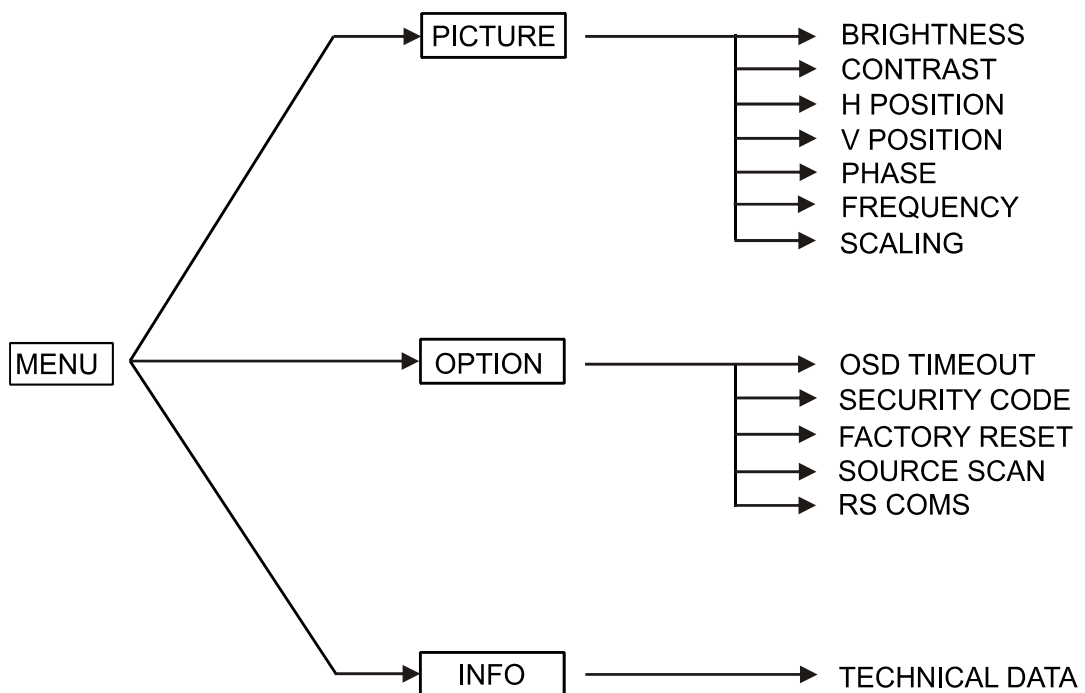 PICTURE
BRIGHTNESS
CONTRAST
H POSITION
V POSITION
PHASE
FREQUENCY
SCALING
MENU
OPTION
OSD TIMEOUT
SECURITY CODE
FACTORY RESET
SOURCE SCAN
RS COMS
INFO
TECHNICAL DATA